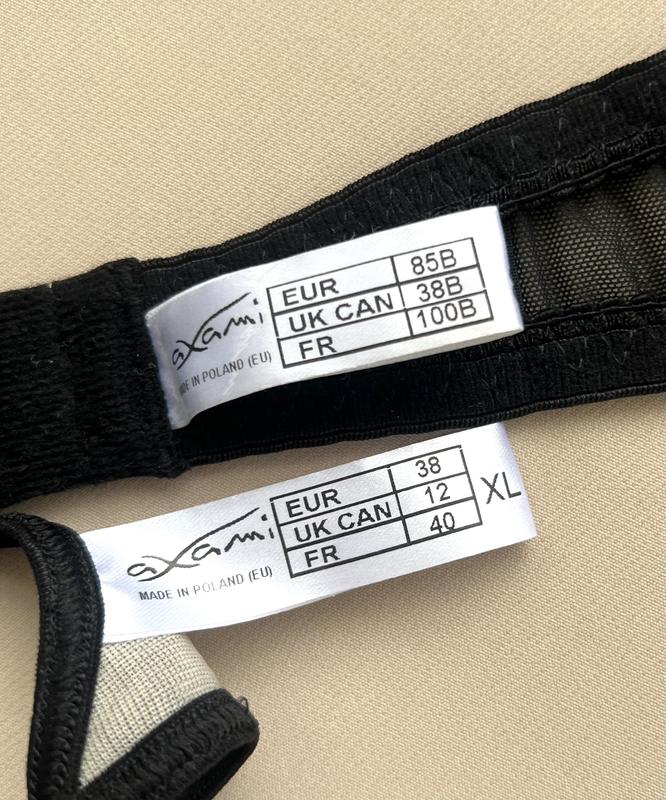 axami
MADE IN POLAND (EU)
EUR 85B
UK CAN 38B
FR 100B
axami
MADE IN POLAND (EU)
EUR 38
UK CAN 12
FR 40
XL